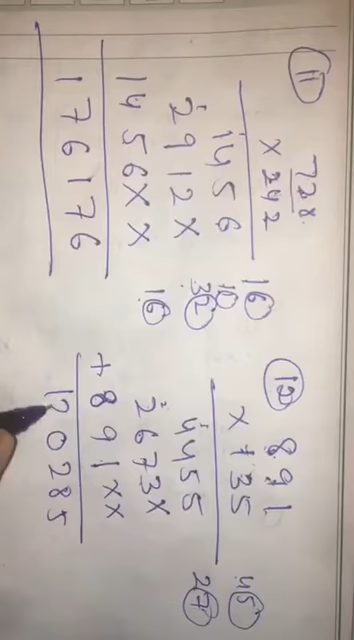 (11)
728
x 242
1456
2912x
1456xx
176176
16
10
32
16
(12)
891
x 135
4455
2673x
+ 891xx
120285
45
27